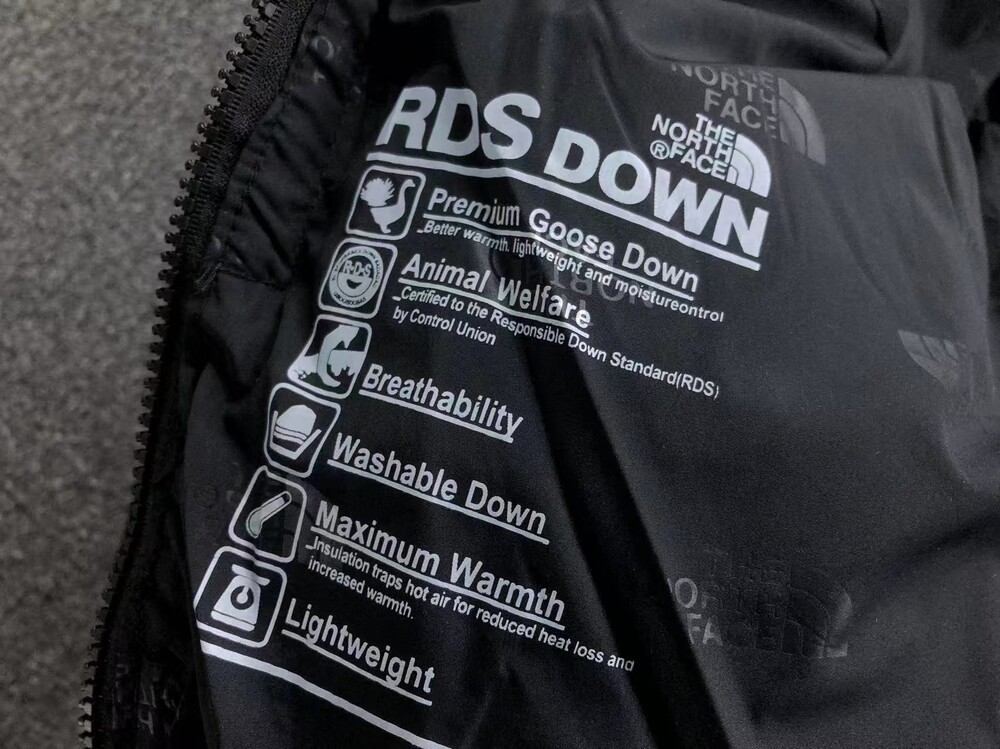 RDS DOWN
THE
NORTH
®FACE
Premium Goose Down
Better warmth. lightweight and moistureontrol
Animal Welfare
Certified to the Responsible Down Standard(RDS)
by Control Union
R·D·S
Breathability
Washable Down
Maximum Warmth
Insulation traps hot air for reduced heat loss and
increased warmth.
Lightweight
THE
NORTH
FACE